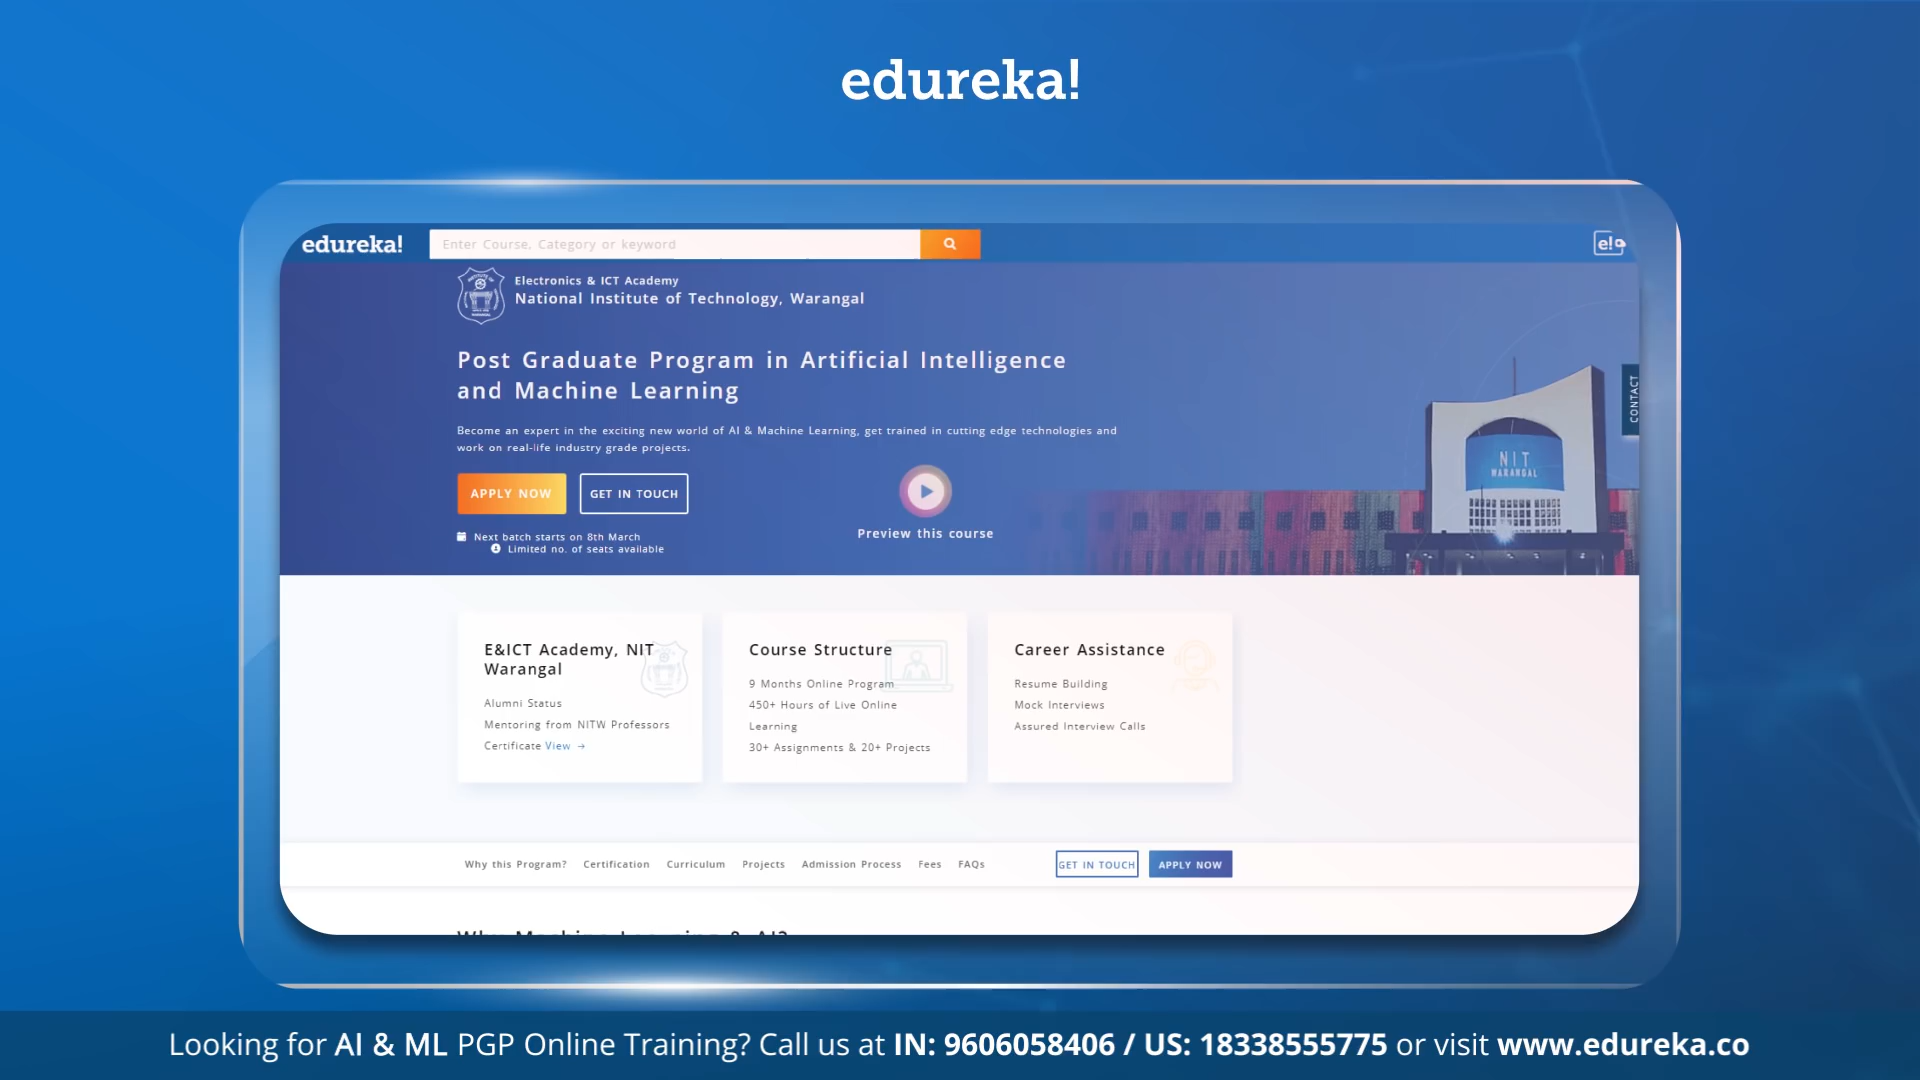 edureka!
edureka!
Enter Course, Category or keyword
e!
Electronics & ICT Academy
National Institute of Technology, Warangal
Post Graduate Program in Artificial Intelligence
and Machine Learning
Become an expert in the exciting new world of AI & Machine Learning, get trained in cutting edge technologies and
work on real-life industry grade projects.
APPLY NOW
GET IN TOUCH
Preview this course
Next batch starts on 8th March
Limited no. of seats available
NIT
WARANGAL
CONTACT
E&ICT Academy, NIT
Warangal
Alumni Status
Mentoring from NITW Professors
Certificate View →
Course Structure
9 Months Online Program
450+ Hours of Live Online
Learning
30+ Assignments & 20+ Projects
Career Assistance
Resume Building
Mock Interviews
Assured Interview Calls
Why this Program? Certification Curriculum Projects Admission Process Fees FAQs
GET IN TOUCH
APPLY NOW
Why Machine Learning & AI?
Looking for AI & ML PGP Online Training? Call us at IN: 9606058406 / US: 18338555775 or visit www.edureka.co